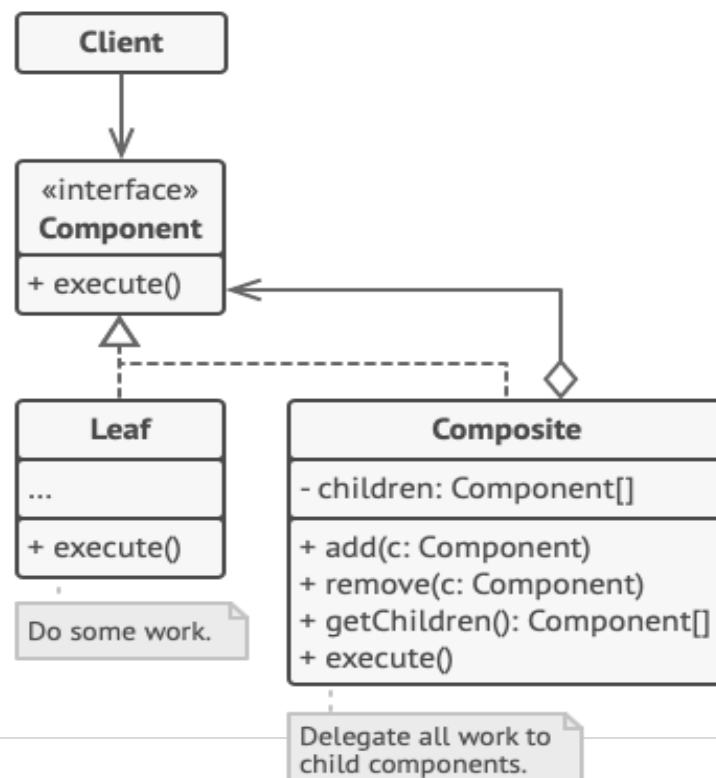 Client
«interface»
Component
+ execute()
Leaf
...
+ execute()
Do some work.
Composite
- children: Component[]
+ add(c: Component)
+ remove(c: Component)
+ getChildren(): Component[]
+ execute()
Delegate all work to
child components.